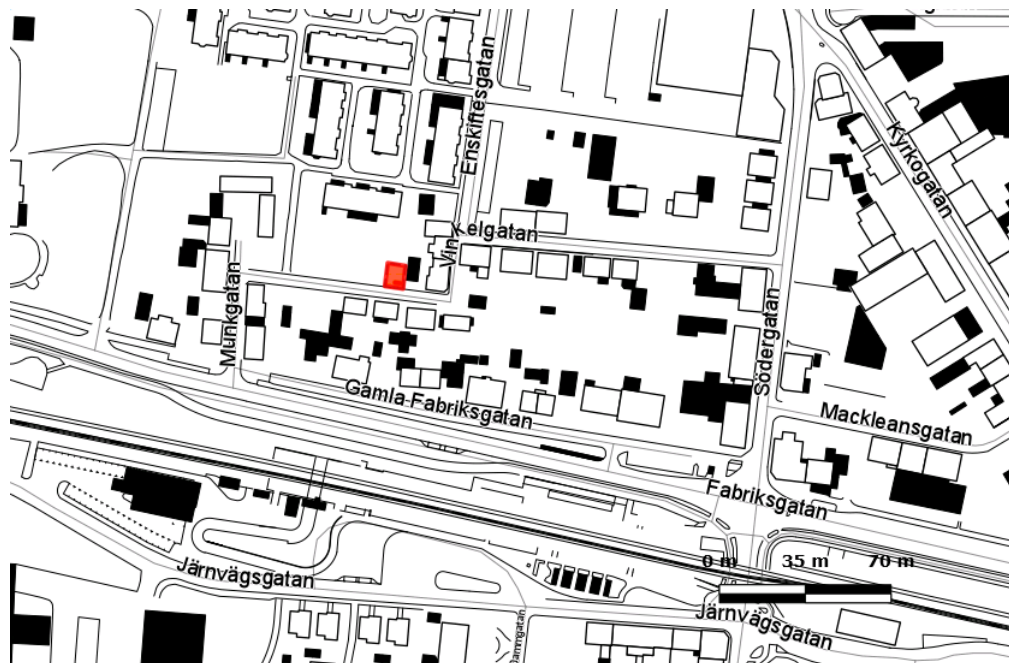 Enskiftesgatan
Kyrkogatan
Vinkelgatan
Munkgatan
Södergatan
Gamla Fabriksgatan
Mackleansgatan
Fabriksgatan
0 m 35 m 70 m
Järnvägsgatan
Järnvägsgatan